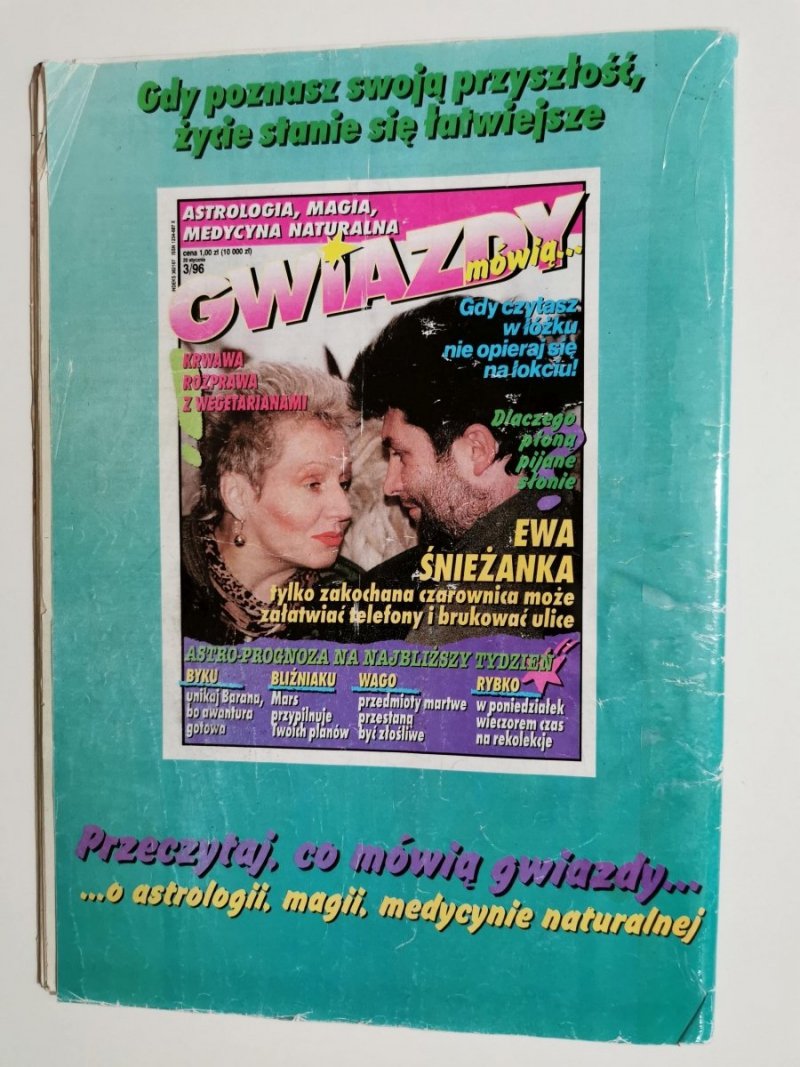 Gdy poznasz swoją przyszłość,
życie stanie się łatwiejsze
ASTROLOGIA, MAGIA,
MEDYCYNA NATURALNA
cena 1,00 zł (10 000 zł)
3/96
GWIAZDY
mówią...
Gdy czytasz
w łóżku
nie opieraj się
na łokciu!
!
KRWAWA
ROZPRAWA
Z WEGETARIANAMI
Dlaczego
płoną
pijane
słonie
?
EWA
ŚNIEŻANKA
tylko zakochana czarownica może
załatwiać telefony i brukować ulice
ASTRO-PROGNOZA NA NAJBLIŻSZY TYDZIEŃ
BYKU
unikaj Barana,
bo awantura
gotowa
BLIŹNIAKU
Mars
przypilnuje
Twoich planów
WAGO
przedmioty martwe
przestaną
być złośliwe
RYBKO
w poniedziałek
wieczorem czas
na rekolekcje
Przeczytaj, co mówią gwiazdy...
...o astrologii, magii, medycynie naturalnej